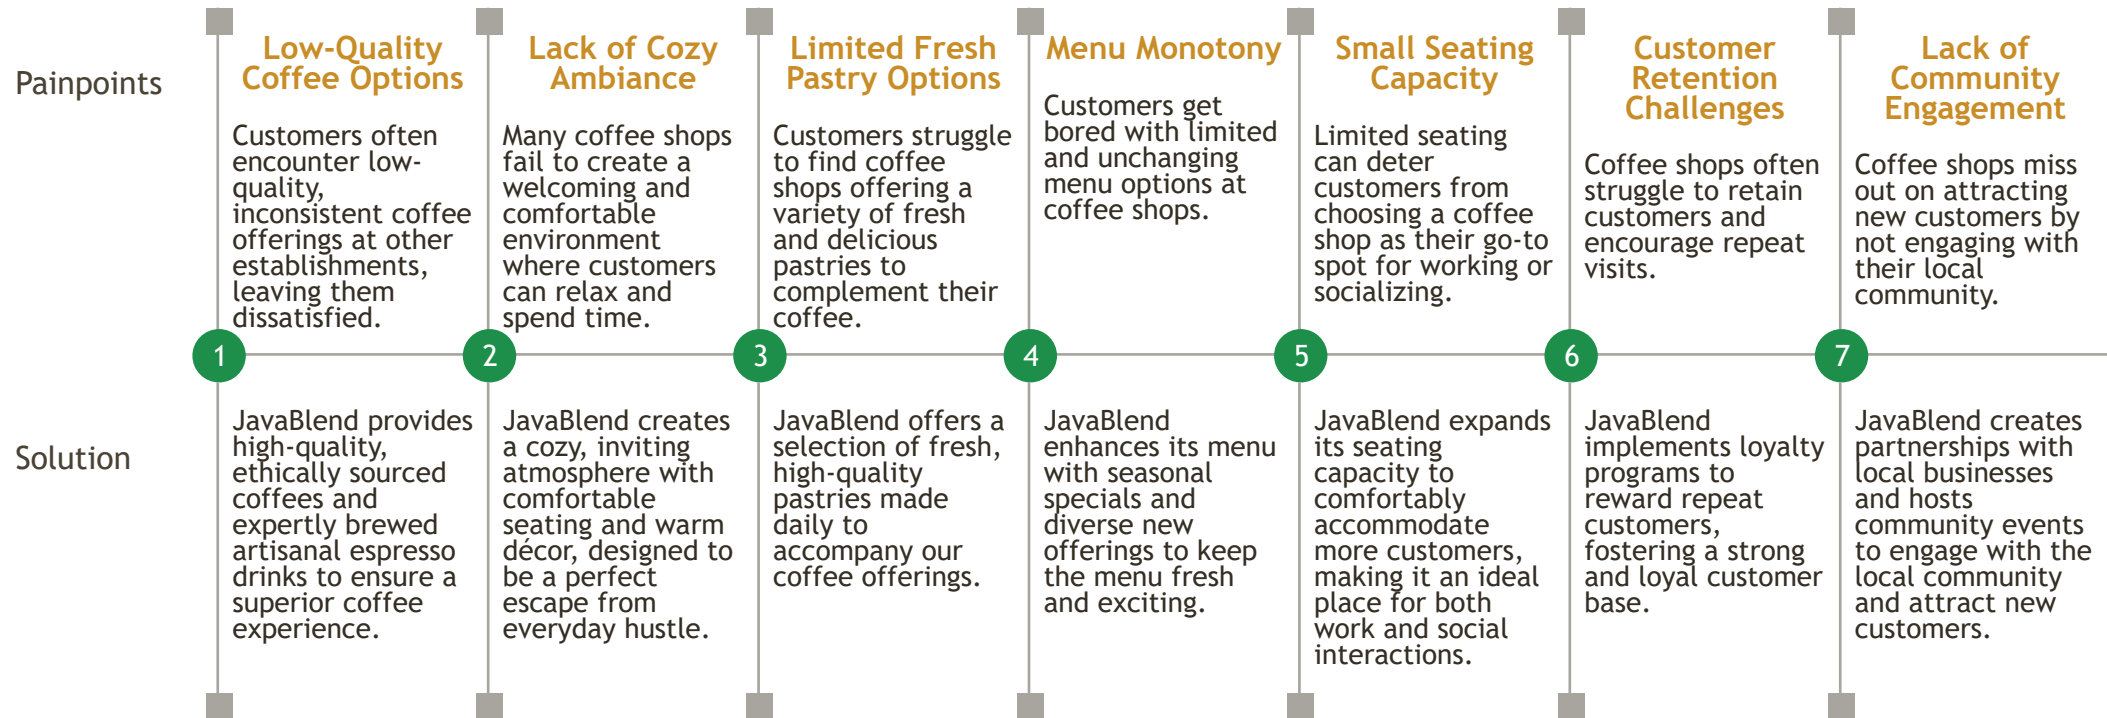 Painpoints
Low-Quality
Coffee Options
Customers often
encounter low-
quality,
inconsistent coffee
offerings at other
establishments,
leaving them
dissatisfied.
Lack of Cozy
Ambiance
Many coffee shops
fail to create a
welcoming and
comfortable
environment
where customers
can relax and
spend time.
Limited Fresh
Pastry Options
Customers struggle
to find coffee
shops offering a
variety of fresh
and delicious
pastries to
complement their
coffee.
Menu Monotony
Customers get
bored with limited
and unchanging
menu options at
coffee shops.
Small Seating
Capacity
Limited seating
can deter
customers from
choosing a coffee
shop as their go-to
spot for working or
socializing.
Customer
Retention
Challenges
Coffee shops often
struggle to retain
customers and
encourage repeat
visits.
Lack of
Community
Engagement
Coffee shops miss
out on attracting
new customers by
not engaging with
their local
community.
1
2
3
4
5
6
7
Solution
JavaBlend provides
high-quality,
ethically sourced
coffees and
expertly brewed
artisanal espresso
drinks to ensure a
superior coffee
experience.
JavaBlend creates
a cozy, inviting
atmosphere with
comfortable
seating and warm
décor, designed to
be a perfect
escape from
everyday hustle.
JavaBlend offers a
selection of fresh,
high-quality
pastries made
daily to
accompany our
coffee offerings.
JavaBlend
enhances its menu
with seasonal
specials and
diverse new
offerings to keep
the menu fresh
and exciting.
JavaBlend expands
its seating
capacity to
comfortably
accommodate
more customers,
making it an ideal
place for both
work and social
interactions.
JavaBlend
implements loyalty
programs to
reward repeat
customers,
fostering a strong
and loyal customer
base.
JavaBlend creates
partnerships with
local businesses
and hosts
community events
to engage with the
local community
and attract new
customers.